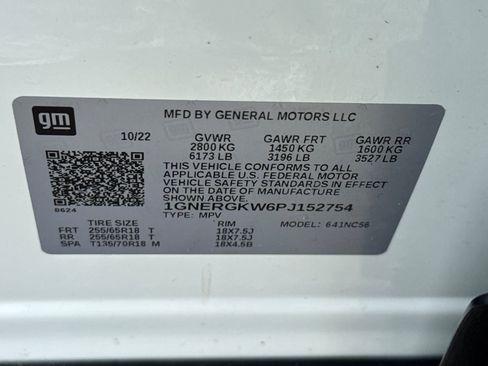 gm
MFD BY GENERAL MOTORS LLC
10/22 GVWR GAWR FRT GAWR RR
2800 KG 1450 KG 1600 KG
6173 LB 3196 LB 3527 LB
THIS VEHICLE CONFORMS TO ALL
APPLICABLE U.S. FEDERAL MOTOR
VEHICLE SAFETY STANDARDS IN EFFECT
ON THE DATE OF MANUFACTURE
SHOWN ABOVE.
8624 1GNERGKW6PJ152754
TYPE: MPV MODEL: 641NC56
TIRE SIZE RIM
FRT 255/65R18 T 18X7.5J
RR 255/65R18 T 18X7.5J
SPA T135/70R18 M 18X4.5B